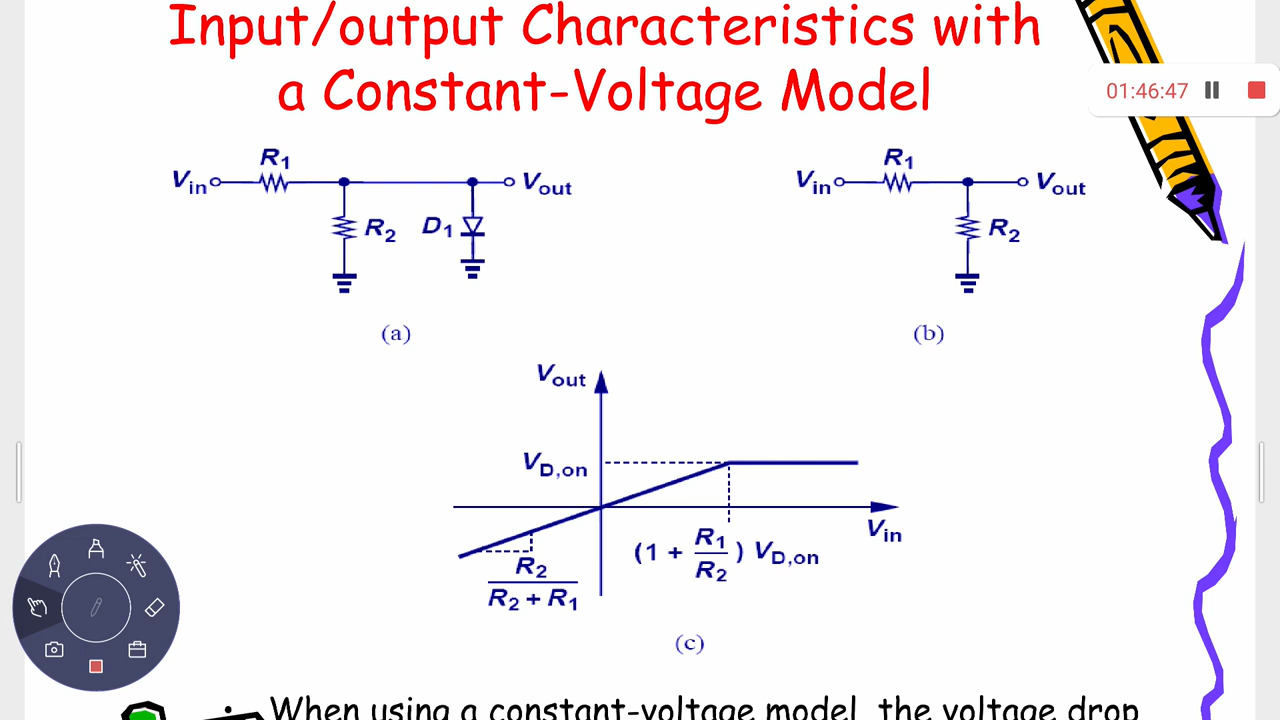 Input/output Characteristics with
a Constant-Voltage Model
01:46:47
Vin R1 Vout
R2 D1
(a)
Vin R1 Vout
R2
(b)
Vout
VD,on
Vin
(1 + R1/R2) VD,on
R2
R2 + R1
(c)
When using a constant-voltage model, the voltage drop